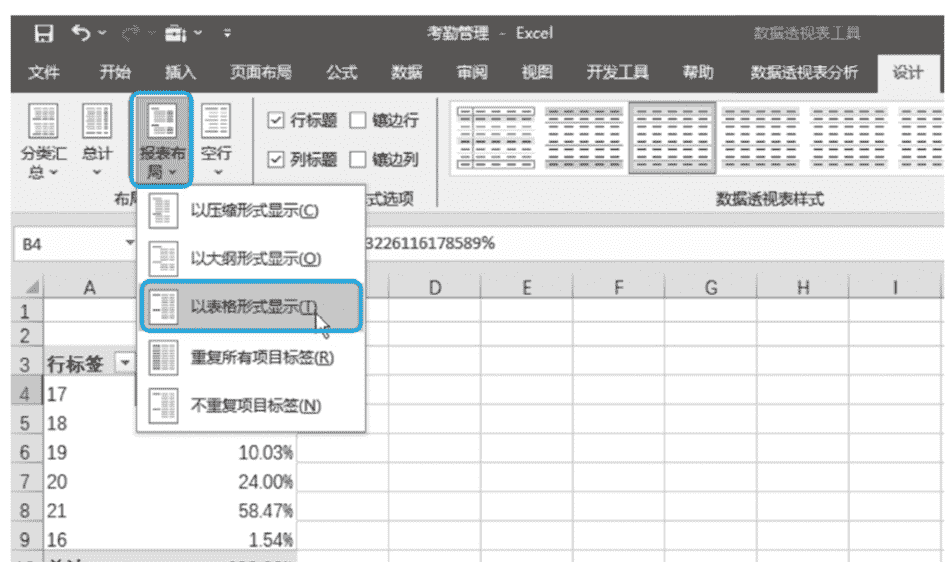 考勤管理 - Excel 数据透视表工具
文件 开始 插入 页面布局 公式 数据 审阅 视图 开发工具 帮助 数据透视表分析 设计
分类汇总 总计 报表布局 空行
行标题 镶边行
列标题 镶边列
布局 式选项 数据透视表样式
以压缩形式显示(C)
以大纲形式显示(O)
以表格形式显示(T)
重复所有项目标签(R)
不重复项目标签(N)
B4 3226116178589%
A D E F G H I
1
2
3 行标签
4 17
5 18
6 19 10.03%
7 20 24.00%
8 21 58.47%
9 16 1.54%